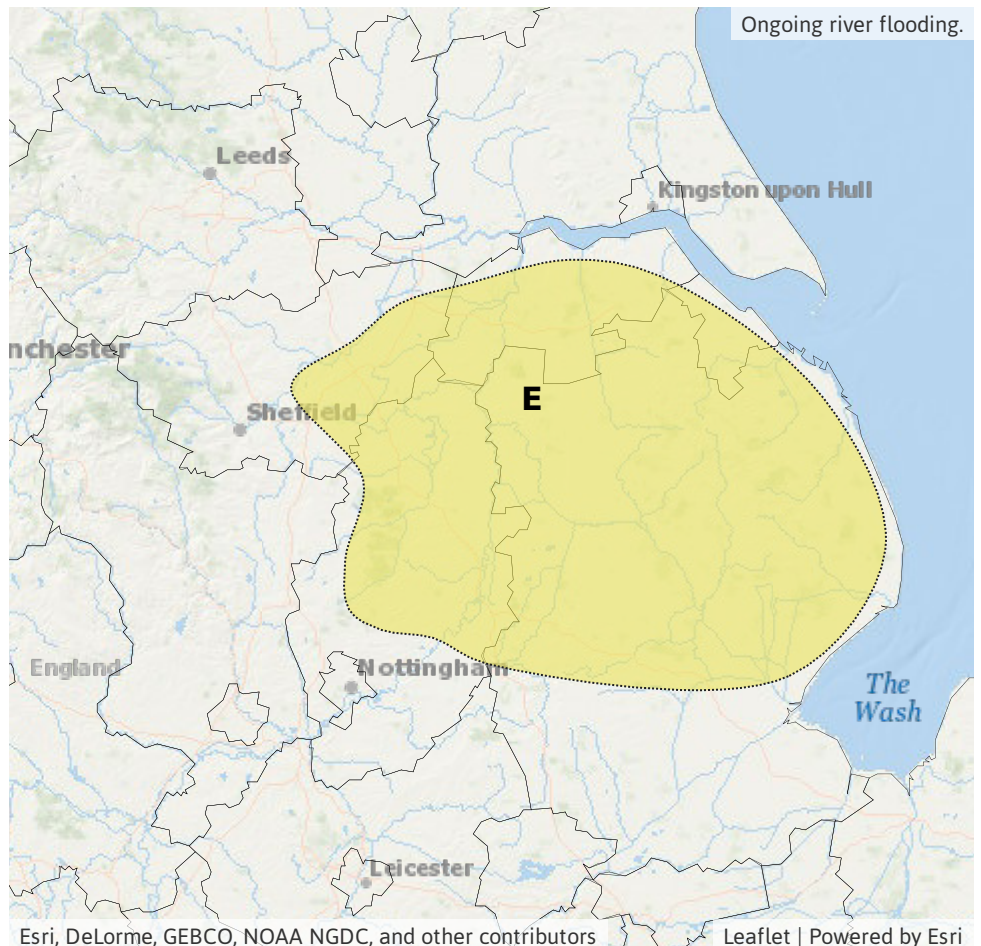 Ongoing river flooding.
Leeds
Kingston upon Hull
nchester
E
Sheffield
England
Nottingham
The
Wash
Leicester
Esri, DeLorme, GEBCO, NOAA NGDC, and other contributors
Leaflet | Powered by Esri